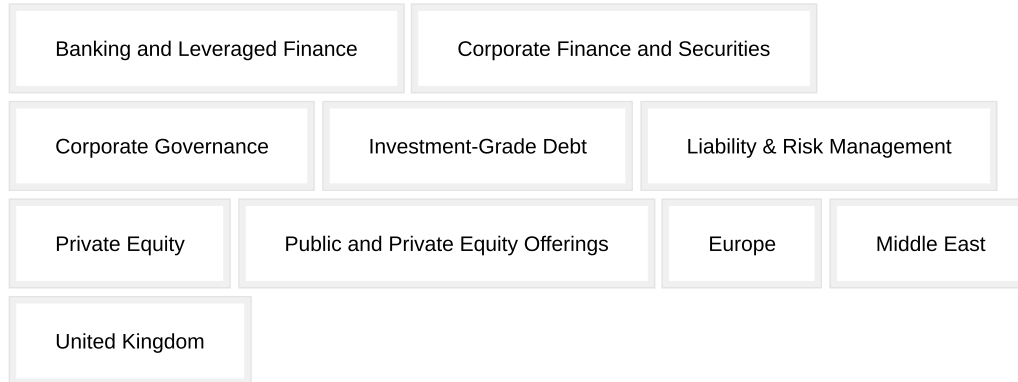 Banking and Leveraged Finance
Corporate Finance and Securities
Corporate Governance
Investment-Grade Debt
Liability & Risk Management
Private Equity
Public and Private Equity Offerings
Europe
Middle East
United Kingdom